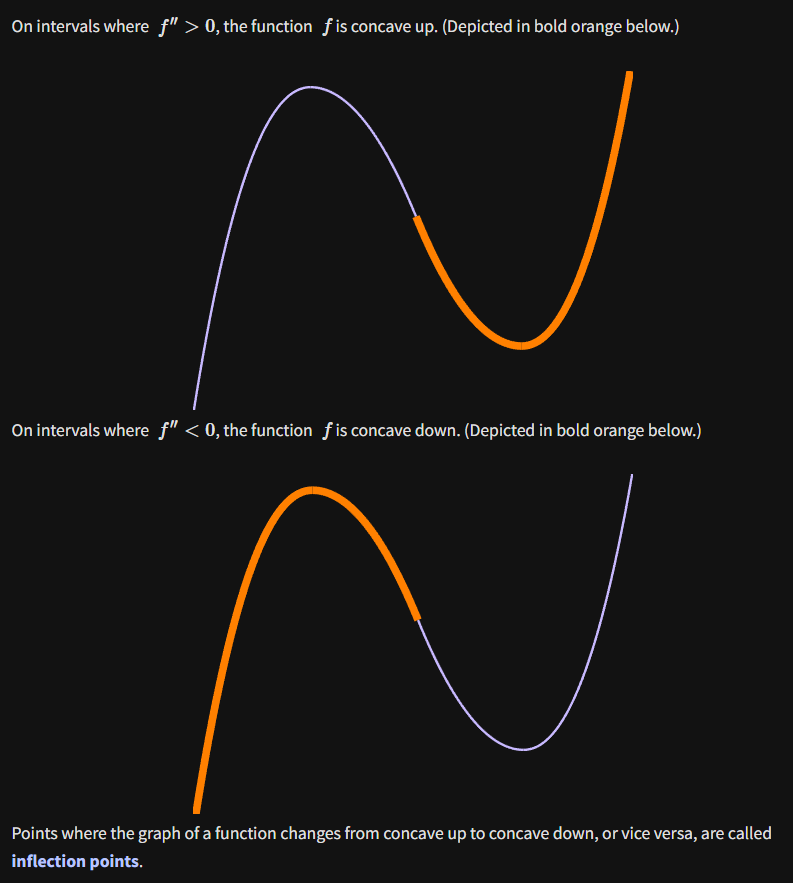 On intervals where f″ > 0, the function f is concave up. (Depicted in bold orange below.)
On intervals where f″ < 0, the function f is concave down. (Depicted in bold orange below.)
Points where the graph of a function changes from concave up to concave down, or vice versa, are called
inflection points.